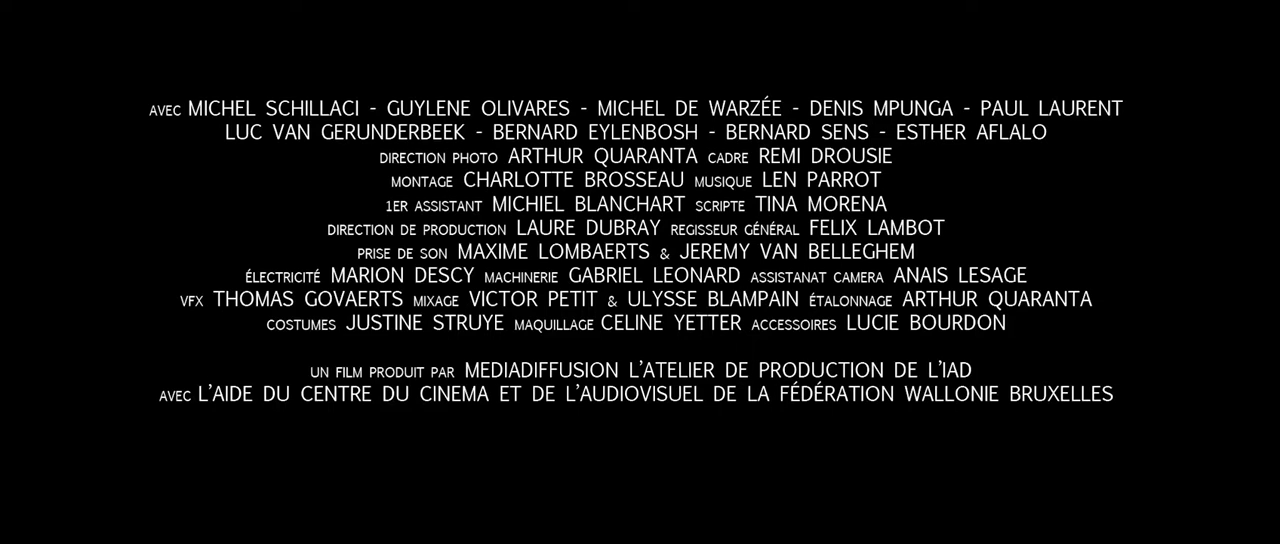 AVEC MICHEL SCHILLACI - GUYLENE OLIVARES - MICHEL DE WARZÉE - DENIS MPUNGA - PAUL LAURENT
LUC VAN GERUNDERBEEK - BERNARD EYLENBOSH - BERNARD SENS - ESTHER AFLALO
DIRECTION PHOTO ARTHUR QUARANTA CADRE REMI DROUSIE
MONTAGE CHARLOTTE BROSSEAU MUSIQUE LEN PARROT
1ER ASSISTANT MICHIEL BLANCHART SCRIPTE TINA MORENA
DIRECTION DE PRODUCTION LAURE DUBRAY REGISSEUR GÉNÉRAL FELIX LAMBOT
PRISE DE SON MAXIME LOMBAERTS & JEREMY VAN BELLEGHEM
ÉLECTRICITÉ MARION DESCY MACHINERIE GABRIEL LEONARD ASSISTANAT CAMERA ANAIS LESAGE
VFX THOMAS GOVAERTS MIXAGE VICTOR PETIT & ULYSSE BLAMPAIN ÉTALONNAGE ARTHUR QUARANTA
COSTUMES JUSTINE STRUYE MAQUILLAGE CELINE YETTER ACCESSOIRES LUCIE BOURDON
UN FILM PRODUIT PAR MEDIADIFFUSION L'ATELIER DE PRODUCTION DE L'IAD
AVEC L'AIDE DU CENTRE DU CINEMA ET DE L'AUDIOVISUEL DE LA FÉDÉRATION WALLONIE BRUXELLES